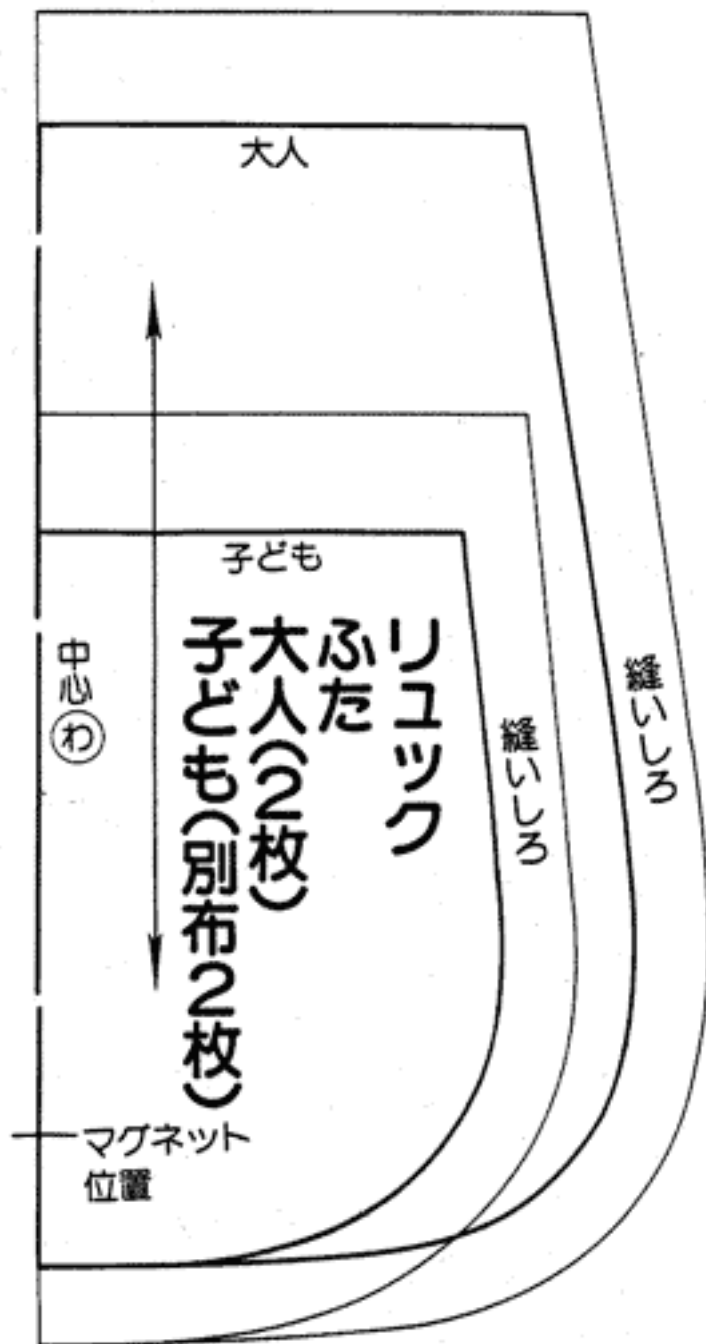 大人
子ども
リュック
ふた
大人(2枚)
子ども(別布2枚)
中心わ
縫いしろ
縫いしろ
マグネット
位置